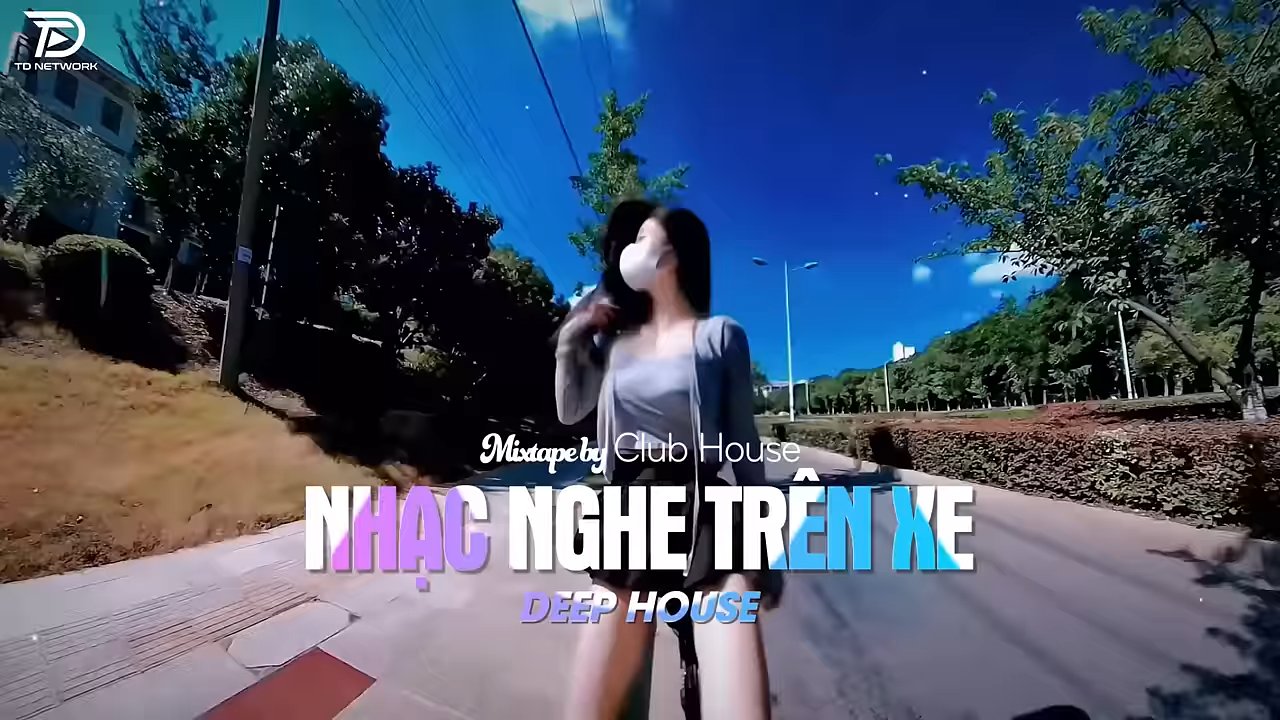 TD NETWORK
Mixtape by Club House
NHẠC NGHE TRÊN XE
DEEP HOUSE